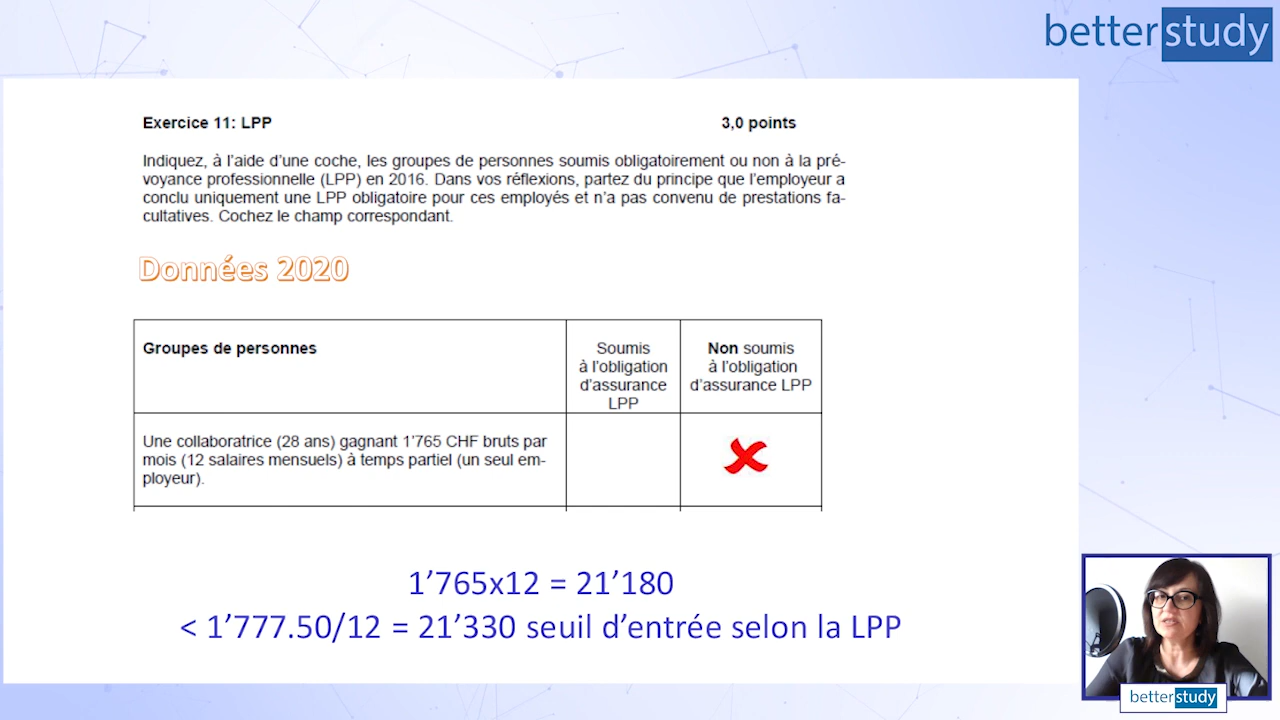 betterstudy
Exercice 11: LPP 3,0 points
Indiquez, à l’aide d’une coche, les groupes de personnes soumis obligatoirement ou non à la pré-
voyance professionnelle (LPP) en 2016. Dans vos réflexions, partez du principe que l’employeur a
conclu uniquement une LPP obligatoire pour ces employés et n’a pas convenu de prestations fa-
cultatives. Cochez le champ correspondant.
Données 2020
Groupes de personnes
Soumis
à l’obligation
d’assurance
LPP
Non soumis
à l’obligation
d’assurance LPP
Une collaboratrice (28 ans) gagnant 1’765 CHF bruts par
mois (12 salaires mensuels) à temps partiel (un seul em-
ployeur).
1’765x12 = 21’180
< 1’777.50/12 = 21’330 seuil d’entrée selon la LPP
betterstudy